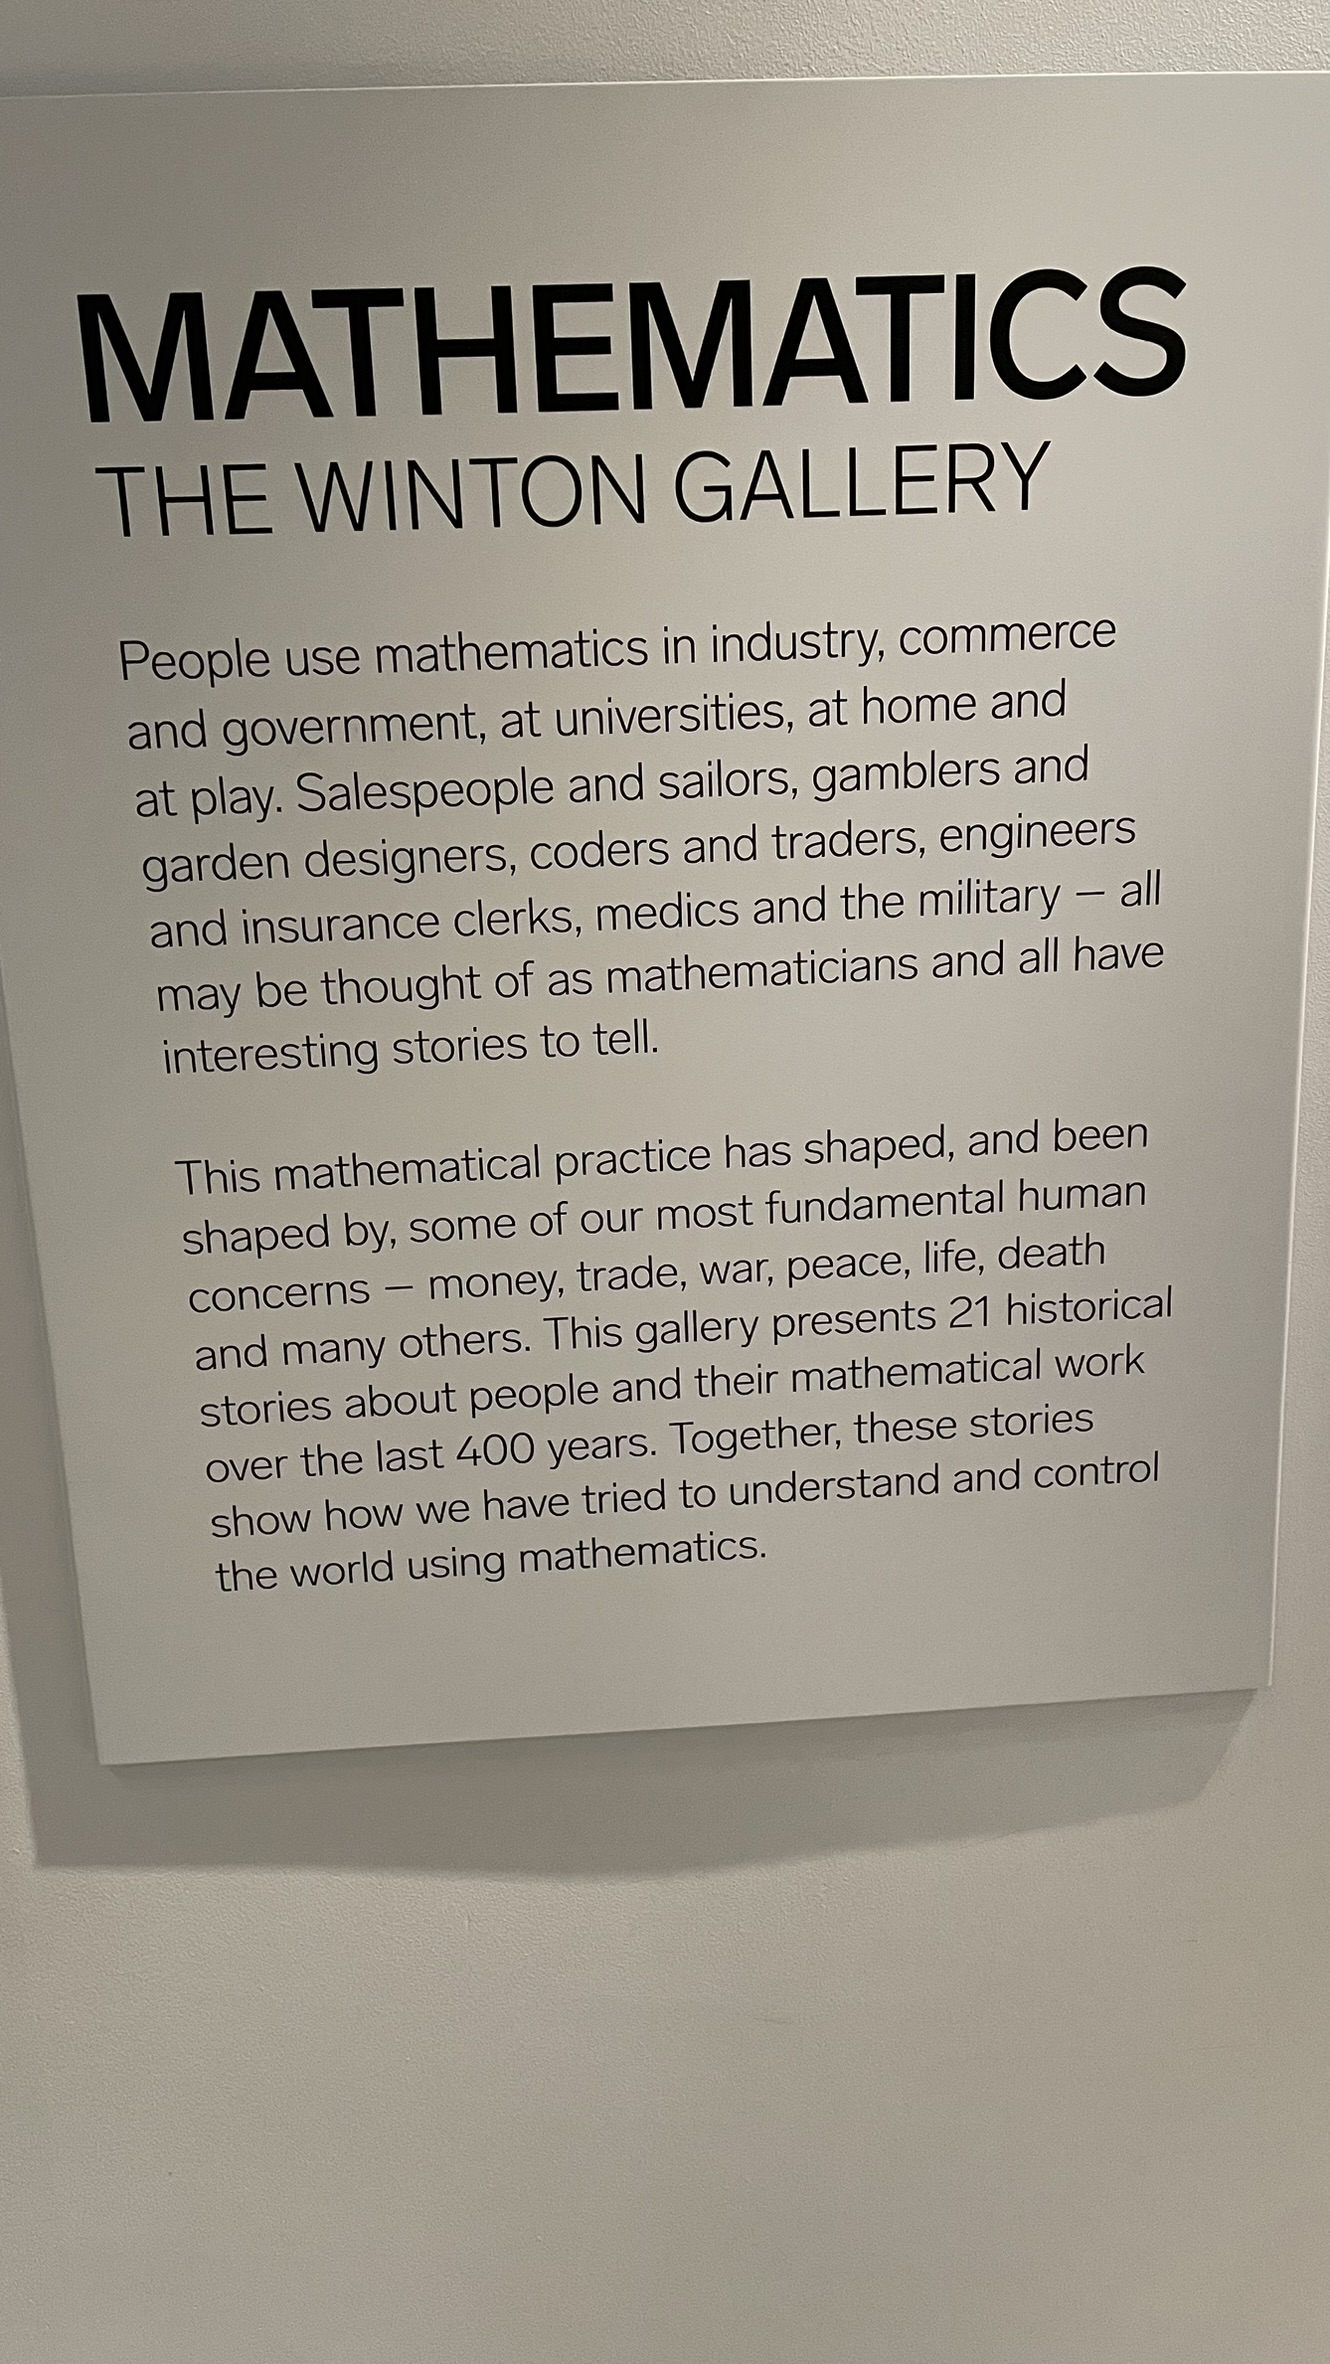 MATHEMATICS
THE WINTON GALLERY
People use mathematics in industry, commerce
and government, at universities, at home and
at play. Salespeople and sailors, gamblers and
garden designers, coders and traders, engineers
and insurance clerks, medics and the military – all
may be thought of as mathematicians and all have
interesting stories to tell.
This mathematical practice has shaped, and been
shaped by, some of our most fundamental human
concerns – money, trade, war, peace, life, death
and many others. This gallery presents 21 historical
stories about people and their mathematical work
over the last 400 years. Together, these stories
show how we have tried to understand and control
the world using mathematics.